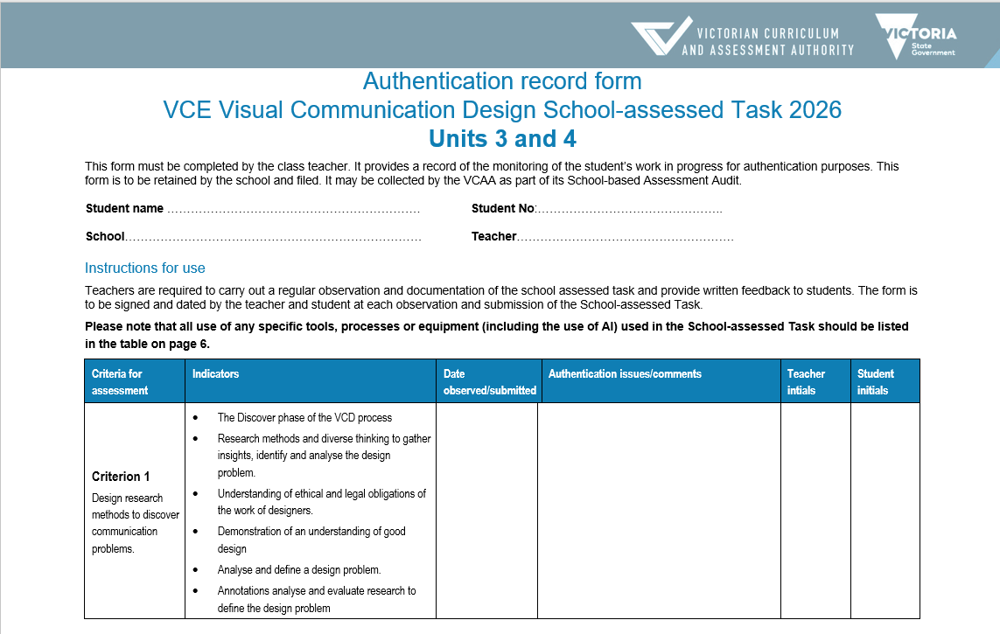 VICTORIAN CURRICULUM
AND ASSESSMENT AUTHORITY
VICTORIA
State
Government
Authentication record form
VCE Visual Communication Design School-assessed Task 2026
Units 3 and 4
This form must be completed by the class teacher. It provides a record of the monitoring of the student's work in progress for authentication purposes. This
form is to be retained by the school and filed. It may be collected by the VCAA as part of its School-based Assessment Audit.
Student name ………………………………………………………. Student No:……………………………………….
School………………………………………………………………… Teacher……………………………………………….
Instructions for use
Teachers are required to carry out a regular observation and documentation of the school assessed task and provide written feedback to students. The form is
to be signed and dated by the teacher and student at each observation and submission of the School-assessed Task.
Please note that all use of any specific tools, processes or equipment (including the use of AI) used in the School-assessed Task should be listed
in the table on page 6.
Criteria for
assessment
Indicators
Date
observed/submitted
Authentication issues/comments
Teacher
intials
Student
initials
Criterion 1
Design research
methods to discover
communication
problems.
• The Discover phase of the VCD process
• Research methods and diverse thinking to gather
insights, identify and analyse the design
problem.
• Understanding of ethical and legal obligations of
the work of designers.
• Demonstration of an understanding of good
design
• Analyse and define a design problem.
• Annotations analyse and evaluate research to
define the design problem